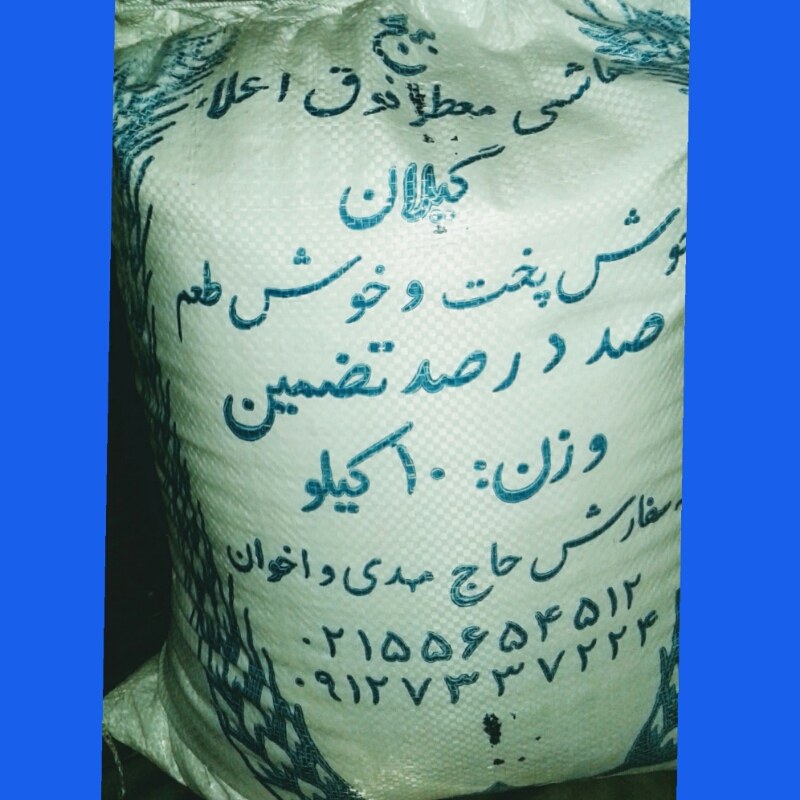 برنج
هاشمی معطر فوق اعلاء
گیلان
خوش پخت و خوش طعم
صد در صد تضمین
وزن: ۱۰ کیلو
سفارش حاج مهدی و اخوان
۰۲۱۵۵۶۵۴۵۱۲
۰۹۱۲۷۳۳۷۲۲۴